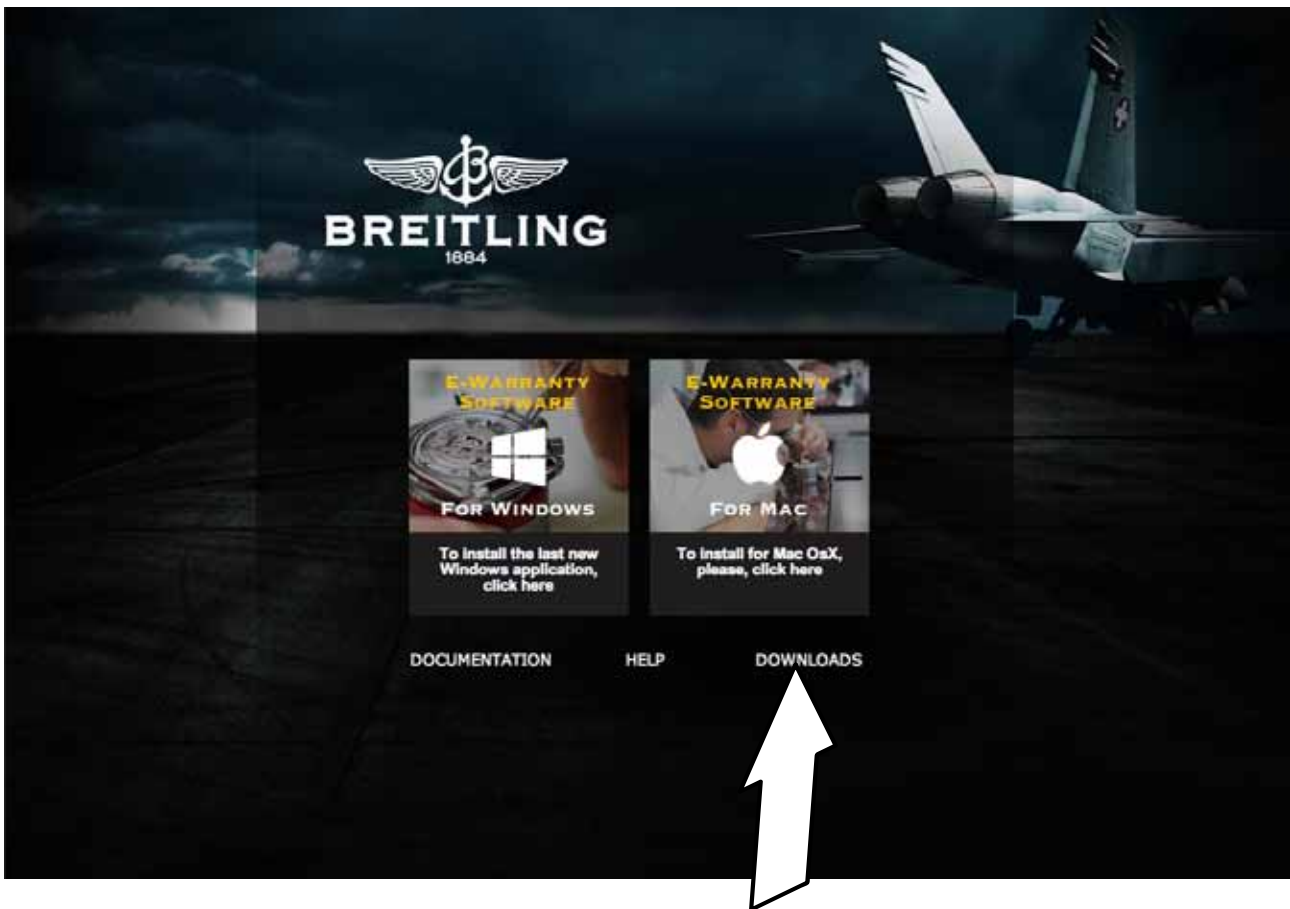 BREITLING
1884
E-WARRANTY
SOFTWARE
FOR WINDOWS
To install the last new
Windows application,
click here
E-WARRANTY
SOFTWARE
FOR MAC
To install for Mac OsX,
please, click here
DOCUMENTATION HELP DOWNLOADS